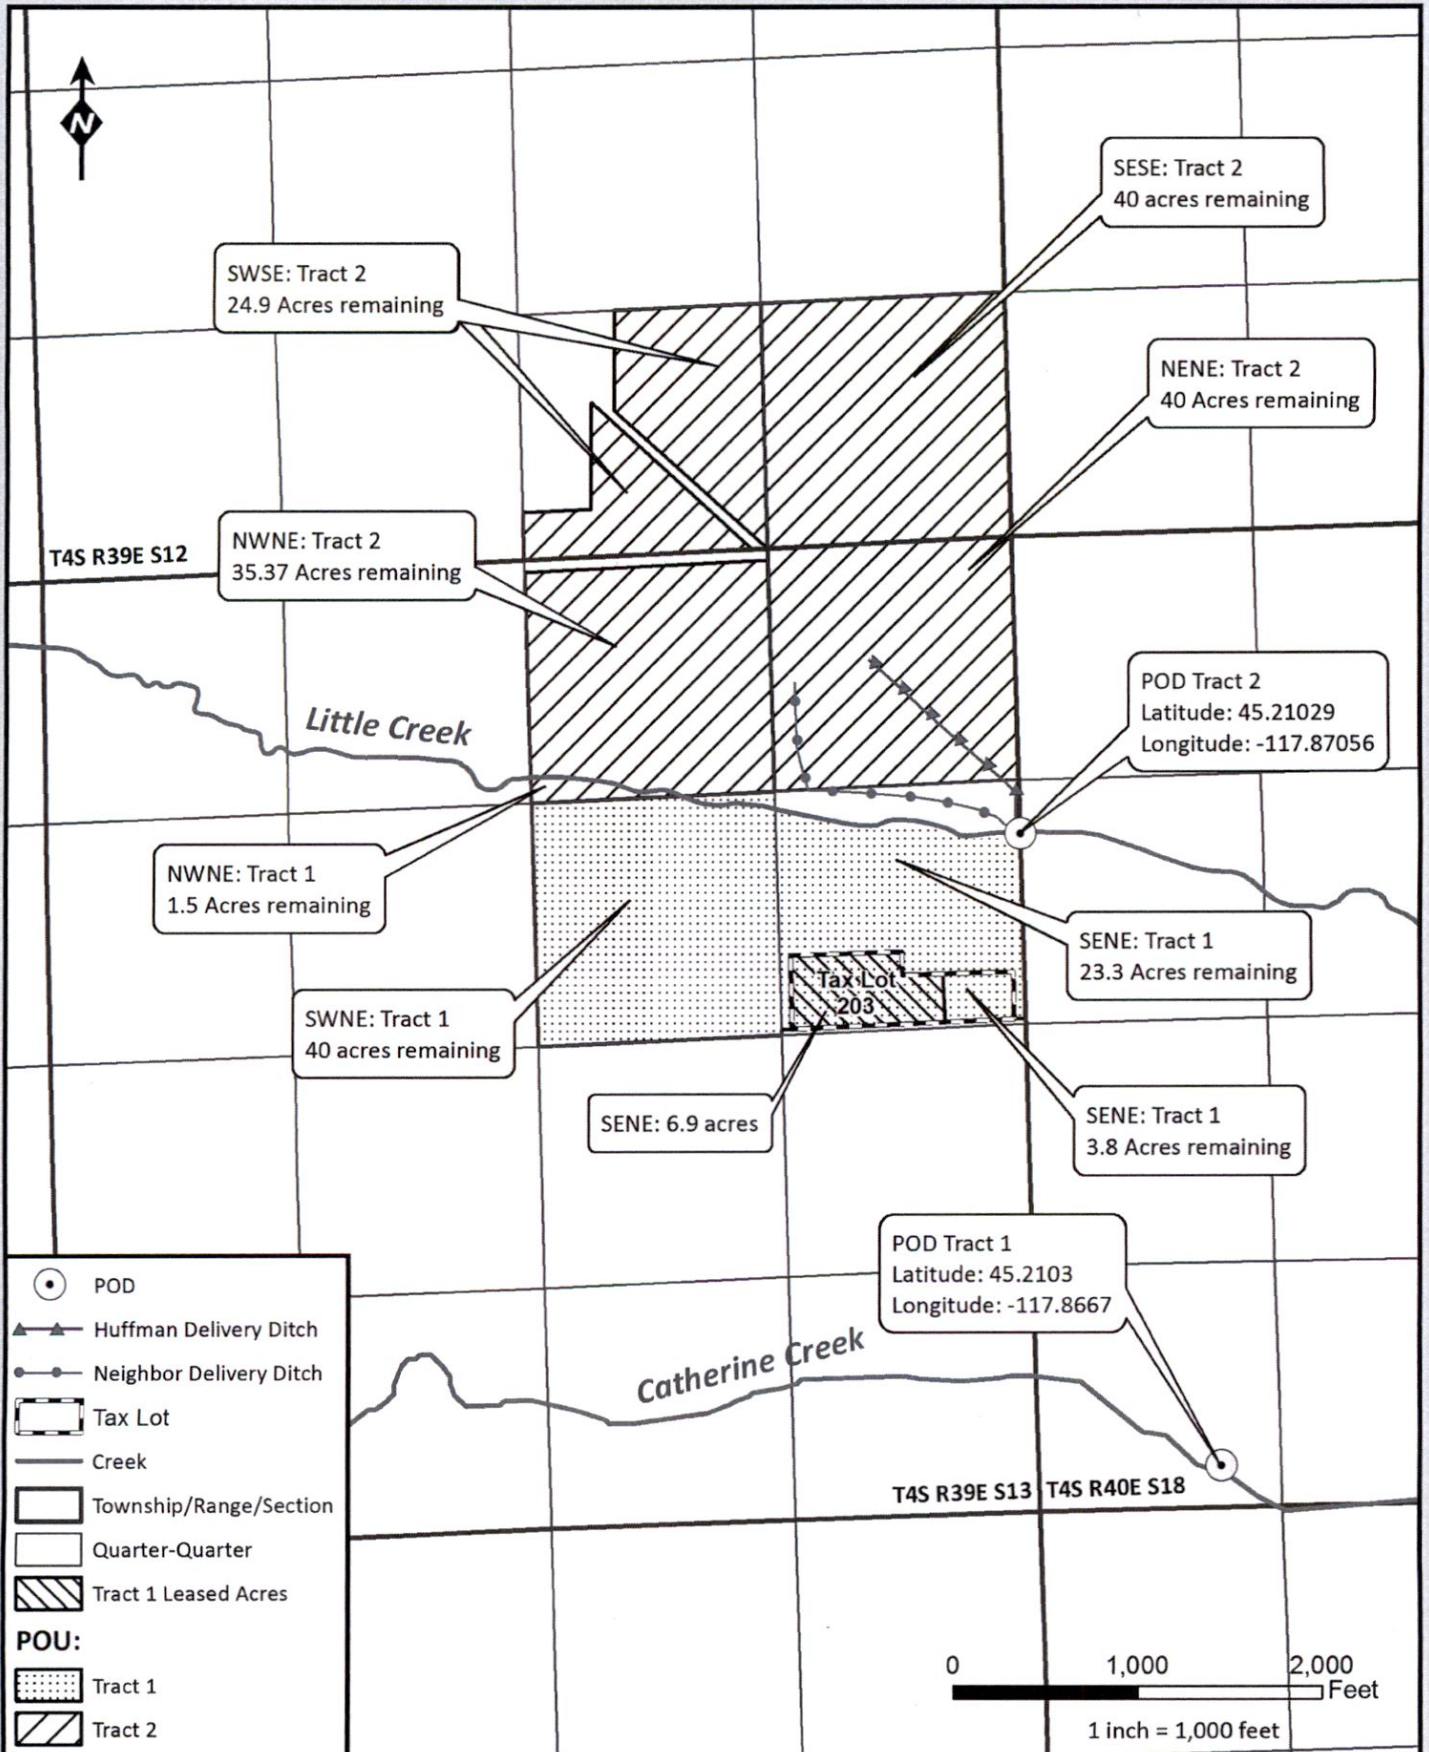 N
SESE: Tract 2
40 acres remaining
SWSE: Tract 2
24.9 Acres remaining
NENE: Tract 2
40 Acres remaining
NWNE: Tract 2
35.37 Acres remaining
T4S R39E S12
POD Tract 2
Latitude: 45.21029
Longitude: -117.87056
Little Creek
NWNE: Tract 1
1.5 Acres remaining
SENE: Tract 1
23.3 Acres remaining
Tax Lot
203
SWNE: Tract 1
40 acres remaining
SENE: 6.9 acres
SENE: Tract 1
3.8 Acres remaining
POD Tract 1
Latitude: 45.2103
Longitude: -117.8667
Catherine Creek
T4S R39E S13
T4S R40E S18
POD
Huffman Delivery Ditch
Neighbor Delivery Ditch
Tax Lot
Creek
Township/Range/Section
Quarter-Quarter
Tract 1 Leased Acres
POU:
Tract 1
Tract 2
0 1,000 2,000
Feet
1 inch = 1,000 feet